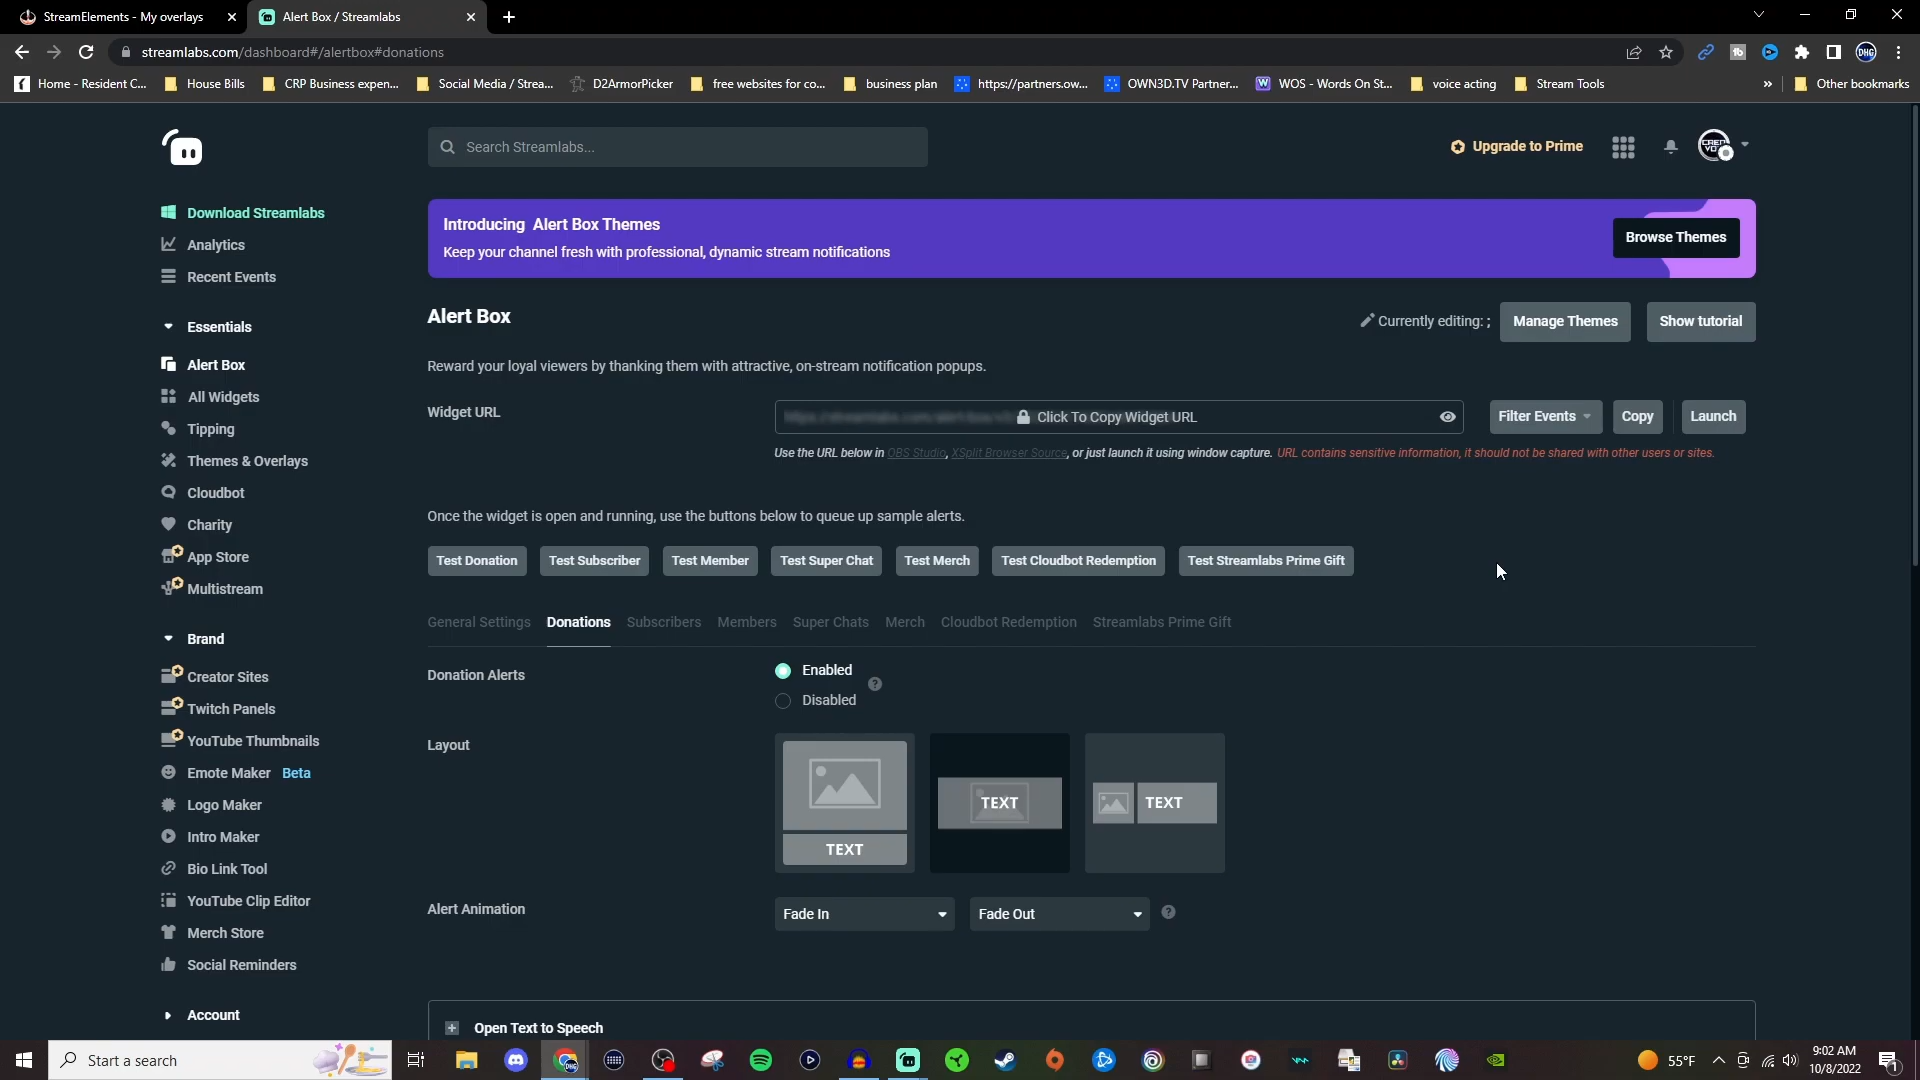 StreamElements - My overlays
Alert Box / Streamlabs
streamlabs.com/dashboard#/alertbox#donations
Home - Resident C...
House Bills
CRP Business expen...
Social Media / Strea...
D2ArmorPicker
free websites for co...
business plan
https://partners.ow...
OWN3D.TV Partner...
WOS - Words On St...
voice acting
Stream Tools
Other bookmarks
Search Streamlabs...
Upgrade to Prime
Download Streamlabs
Analytics
Recent Events
Essentials
Alert Box
All Widgets
Tipping
Themes & Overlays
Cloudbot
Charity
App Store
Multistream
Brand
Creator Sites
Twitch Panels
YouTube Thumbnails
Emote Maker Beta
Logo Maker
Intro Maker
Bio Link Tool
YouTube Clip Editor
Merch Store
Social Reminders
Account
Introducing Alert Box Themes
Keep your channel fresh with professional, dynamic stream notifications
Browse Themes
Alert Box
Currently editing: ;
Manage Themes
Show tutorial
Reward your loyal viewers by thanking them with attractive, on-stream notification popups.
Widget URL
Click To Copy Widget URL
Filter Events
Copy
Launch
Use the URL below in OBS Studio, XSplit Browser Source, or just launch it using window capture. URL contains sensitive information, it should not be shared with other users or sites.
Once the widget is open and running, use the buttons below to queue up sample alerts.
Test Donation
Test Subscriber
Test Member
Test Super Chat
Test Merch
Test Cloudbot Redemption
Test Streamlabs Prime Gift
General Settings
Donations
Subscribers
Members
Super Chats
Merch
Cloudbot Redemption
Streamlabs Prime Gift
Donation Alerts
Enabled
Disabled
Layout
TEXT
TEXT
TEXT
Alert Animation
Fade In
Fade Out
Open Text to Speech
Start a search
55°F
9:02 AM
10/8/2022
1